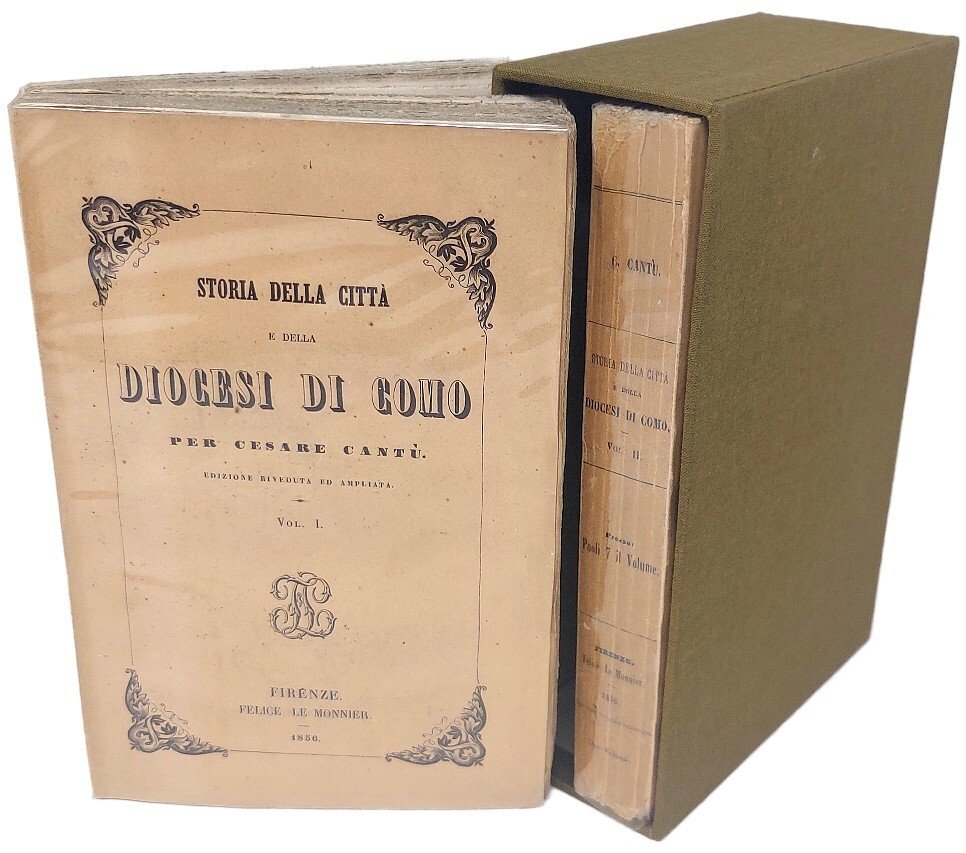 STORIA DELLA CITTÀ
E DELLA
DIOCESI DI COMO
PER CESARE CANTÙ.
EDIZIONE RIVEDUTA ED AMPLIATA.
VOL. I.
FIRENZE.
FELICE LE MONNIER.
1856.
C. CANTÙ.
STORIA DELLA CITTÀ
E DELLA
DIOCESI DI COMO.
VOL. II.
Prezzo:
Paoli 7 il Volume.
FIRENZE.
Felice Le Monnier
1856.